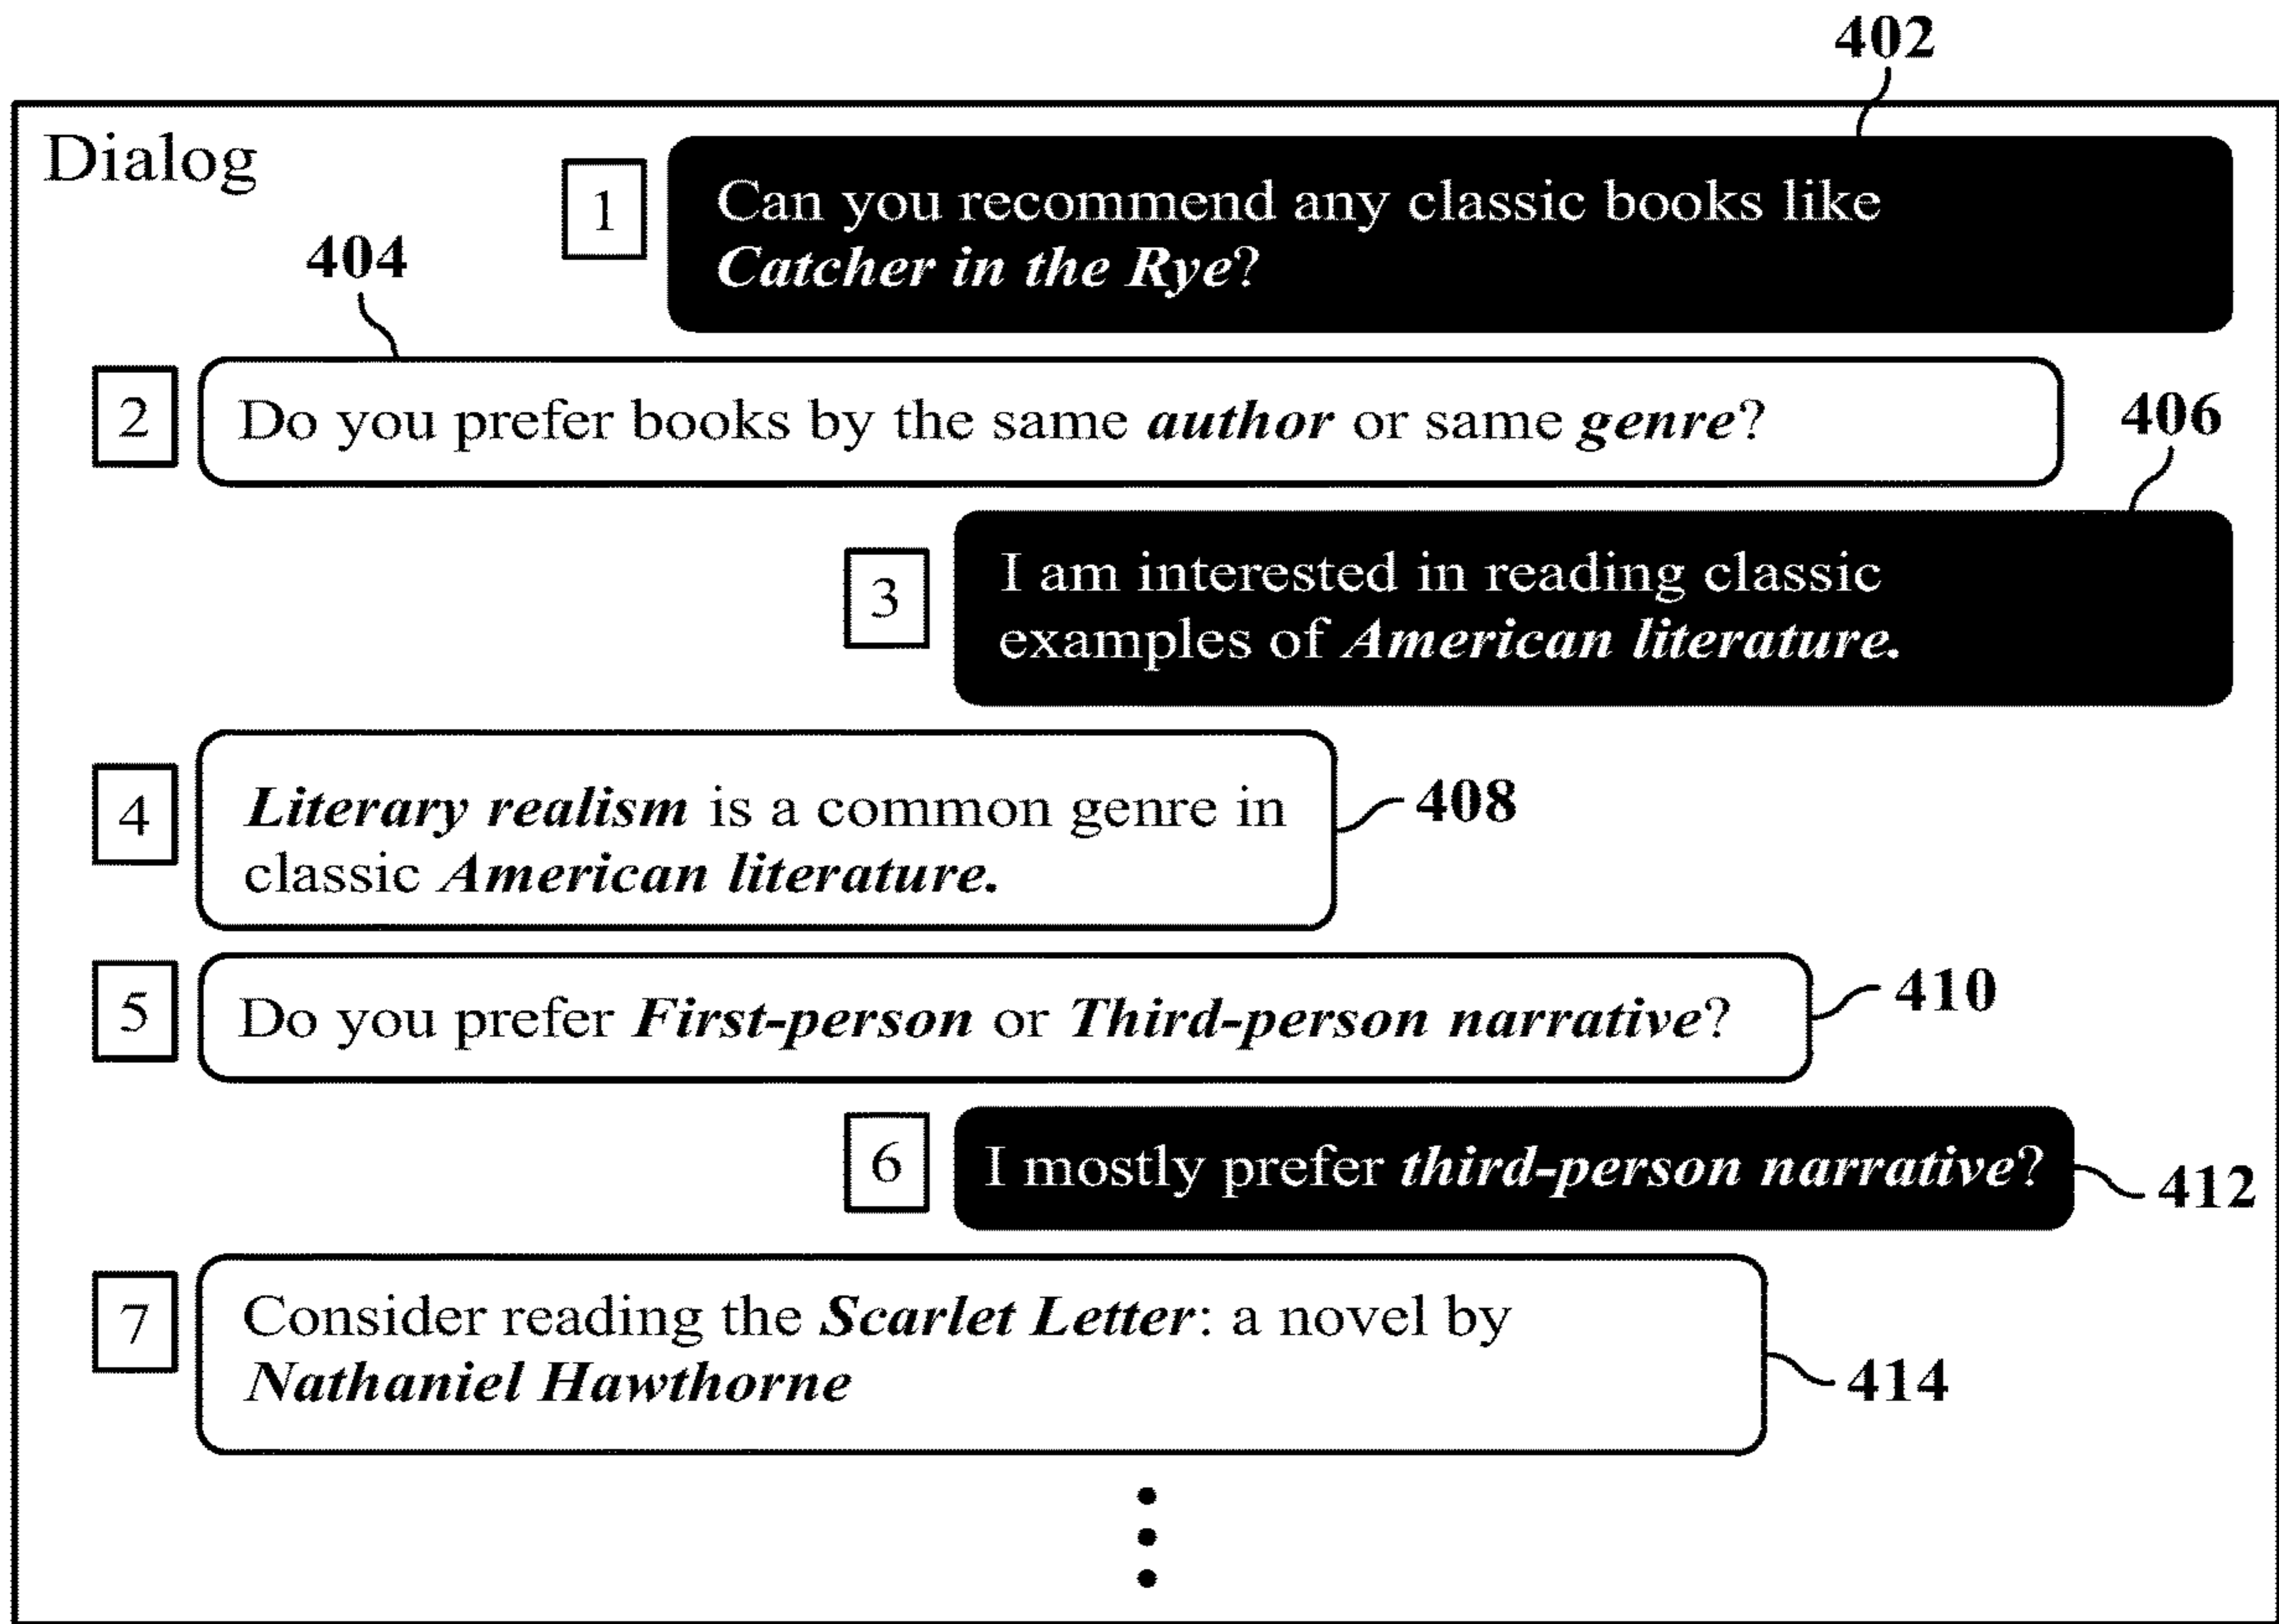 402
Dialog
1
Can you recommend any classic books like
Catcher in the Rye?
404
2
Do you prefer books by the same author or same genre?
406
3
I am interested in reading classic
examples of American literature.
4
Literary realism is a common genre in
classic American literature.
408
5
Do you prefer First-person or Third-person narrative?
410
6
I mostly prefer third-person narrative?
412
7
Consider reading the Scarlet Letter: a novel by
Nathaniel Hawthorne
414